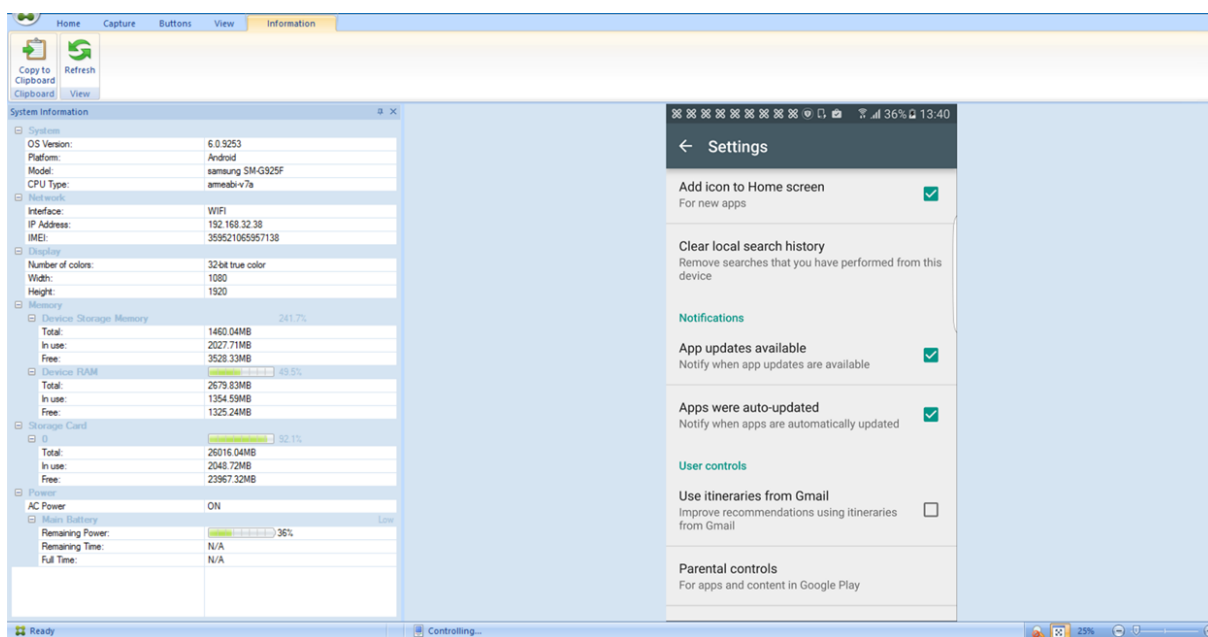 Home Capture Buttons View Information
Copy to Clipboard
Refresh
Clipboard View
System Information
System
OS Version: 6.0.9253
Platform: Android
Model: samsung SM-G925F
CPU Type: armeabi-v7a
Network
Interface: WIFI
IP Address: 192.168.32.38
IMEI: 359521065957138
Display
Number of colors: 32-bit true color
Width: 1080
Height: 1920
Memory
Device Storage Memory 241.7%
Total: 1460.04MB
In use: 2027.71MB
Free: 3528.33MB
Device RAM 49.5%
Total: 2679.83MB
In use: 1354.59MB
Free: 1325.24MB
Storage Card
0 92.1%
Total: 26016.04MB
In use: 2048.72MB
Free: 23967.32MB
Power
AC Power ON
Main Battery Low
Remaining Power: 36%
Remaining Time: N/A
Full Time: N/A
Ready
36% 13:40
Settings
Add icon to Home screen
For new apps
Clear local search history
Remove searches that you have performed from this
device
Notifications
App updates available
Notify when app updates are available
Apps were auto-updated
Notify when apps are automatically updated
User controls
Use itineraries from Gmail
Improve recommendations using itineraries
from Gmail
Parental controls
For apps and content in Google Play
Controlling...
25%